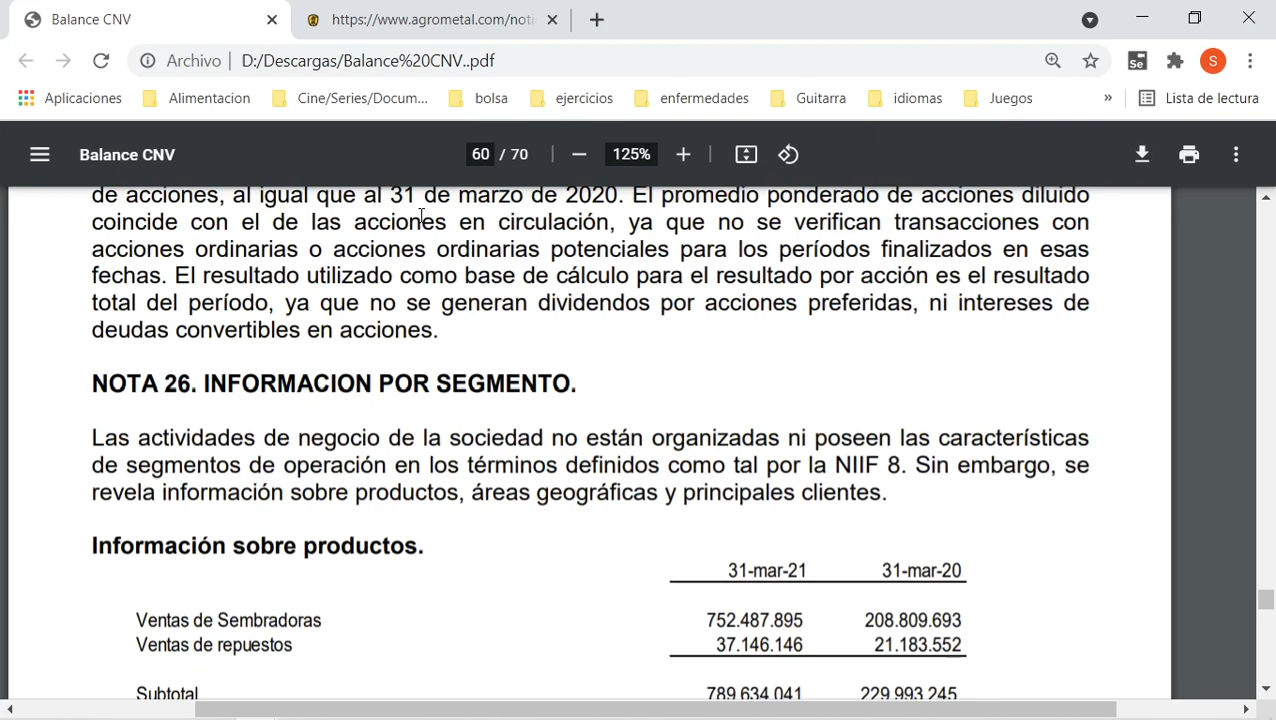 Balance CNV
https://www.agrometal.com/noti
Archivo D:/Descargas/Balance%20CNV..pdf
Se
S
Aplicaciones Alimentacion Cine/Series/Docum... bolsa ejercicios enfermedades Guitarra idiomas Juegos » Lista de lectura
Balance CNV 60 / 70 — 125% +
de acciones, al igual que al 31 de marzo de 2020. El promedio ponderado de acciones diluido
coincide con el de las acciones en circulación, ya que no se verifican transacciones con
acciones ordinarias o acciones ordinarias potenciales para los períodos finalizados en esas
fechas. El resultado utilizado como base de cálculo para el resultado por acción es el resultado
total del período, ya que no se generan dividendos por acciones preferidas, ni intereses de
deudas convertibles en acciones.
NOTA 26. INFORMACION POR SEGMENTO.
Las actividades de negocio de la sociedad no están organizadas ni poseen las características
de segmentos de operación en los términos definidos como tal por la NIIF 8. Sin embargo, se
revela información sobre productos, áreas geográficas y principales clientes.
Información sobre productos.
31-mar-21 31-mar-20
Ventas de Sembradoras 752.487.895 208.809.693
Ventas de repuestos 37.146.146 21.183.552
Subtotal 789.634.041 229.993.245